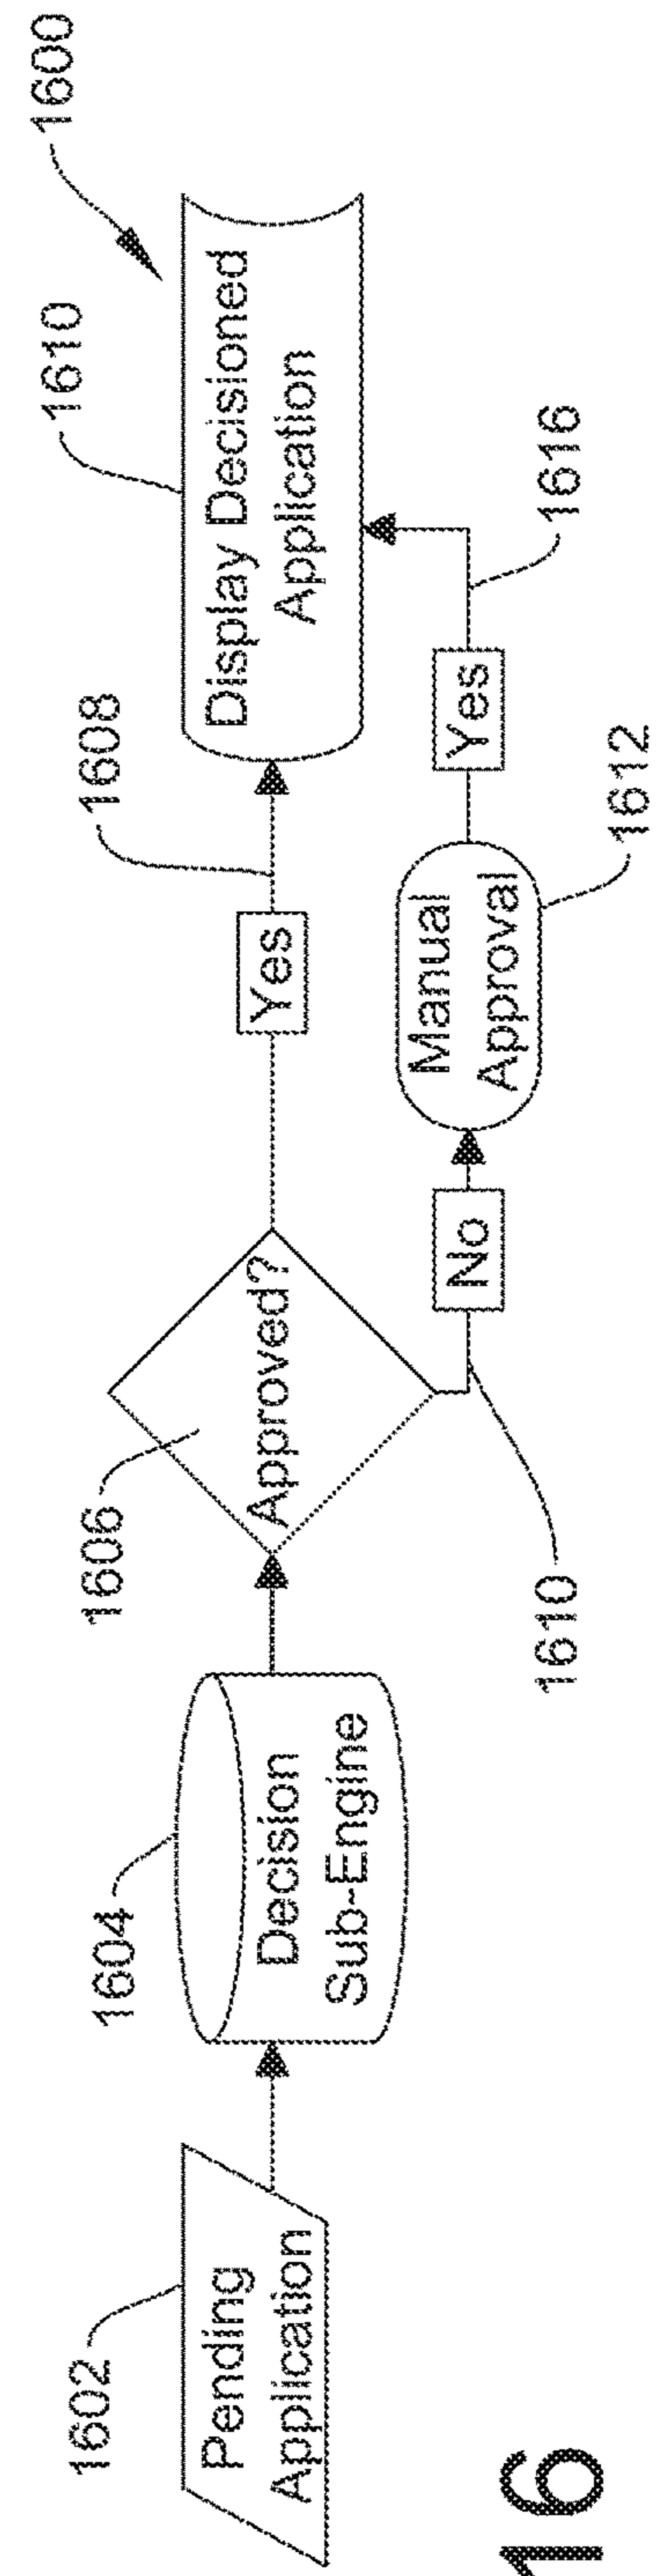 1600
1610
1608
1606
1604
1602
Pending
Application
Decision
Sub-Engine
Approved?
Yes
Display Decisioned
Application
No
Manual
Approval
Yes
1610
1612
1616
16